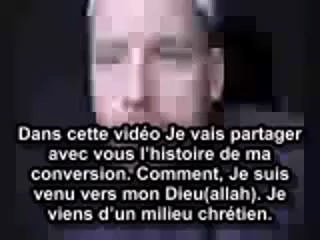 Dans cette vidéo Je vais partager
avec vous l'histoire de ma
conversion. Comment, Je suis
venu vers mon Dieu(allah). Je
viens d'un milieu chrétien.